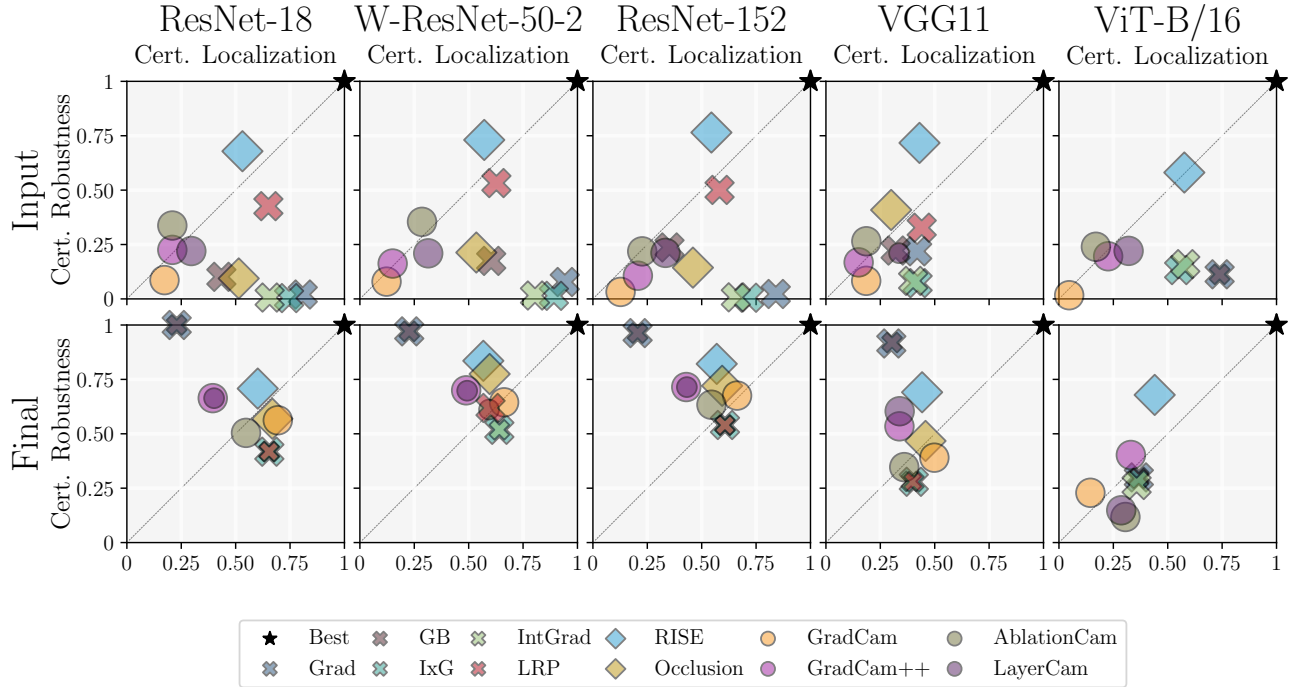 ResNet-18 W-ResNet-50-2 ResNet-152 VGG11 ViT-B/16
Cert. Localization Cert. Localization Cert. Localization Cert. Localization Cert. Localization
Input
Cert. Robustness
1
0.75
0.50
0.25
0
Final
Cert. Robustness
1
0.75
0.50
0.25
0
0 0.25 0.50 0.75 1 0 0.25 0.50 0.75 1 0 0.25 0.50 0.75 1 0 0.25 0.50 0.75 1 0 0.25 0.50 0.75 1
Best GB IntGrad RISE GradCam AblationCam
Grad IxG LRP Occlusion GradCam++ LayerCam